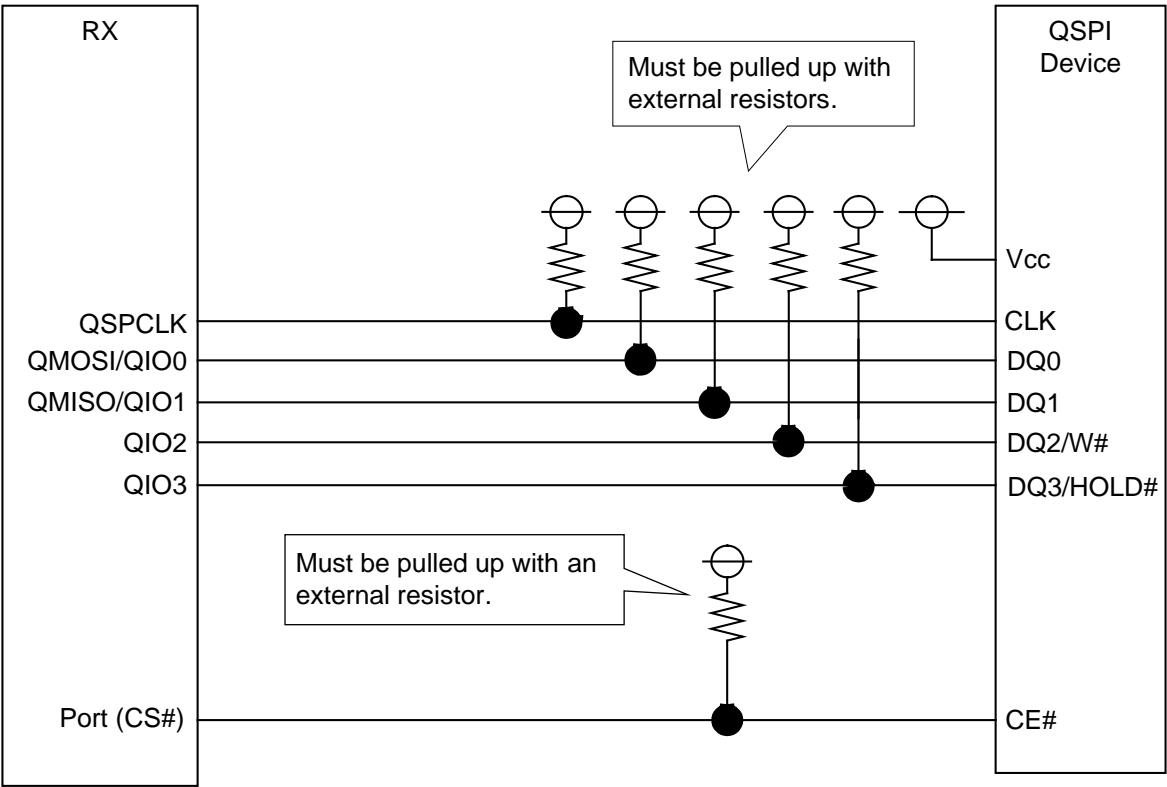 RX
QSPI
Device
Must be pulled up with
external resistors.
Vcc
QSPCLK
CLK
QMOSI/QIO0
DQ0
QMISO/QIO1
DQ1
QIO2
DQ2/W#
QIO3
DQ3/HOLD#
Must be pulled up with an
external resistor.
Port (CS#)
CE#